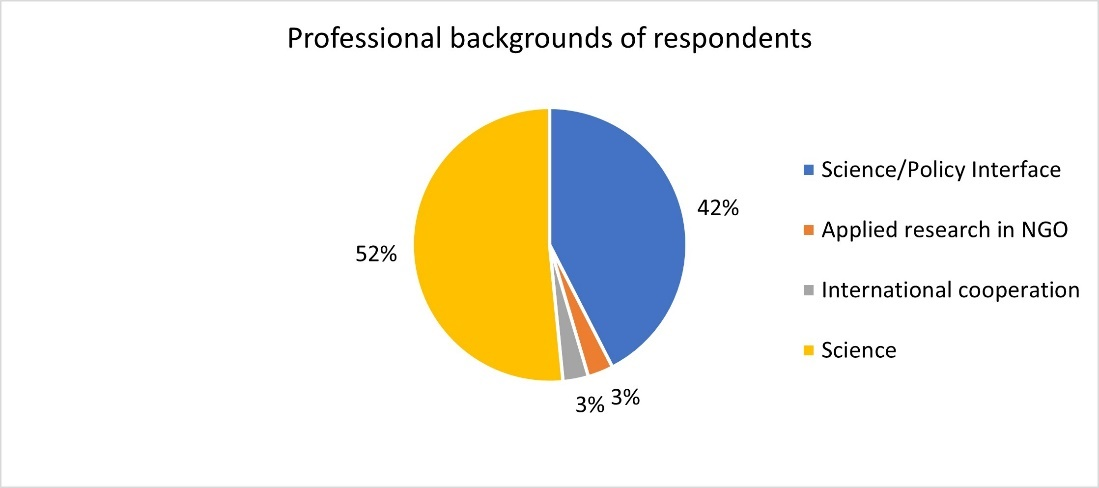 Professional backgrounds of respondents
Science/Policy Interface
42%
Applied research in NGO
52%
International cooperation
Science
3% 3%